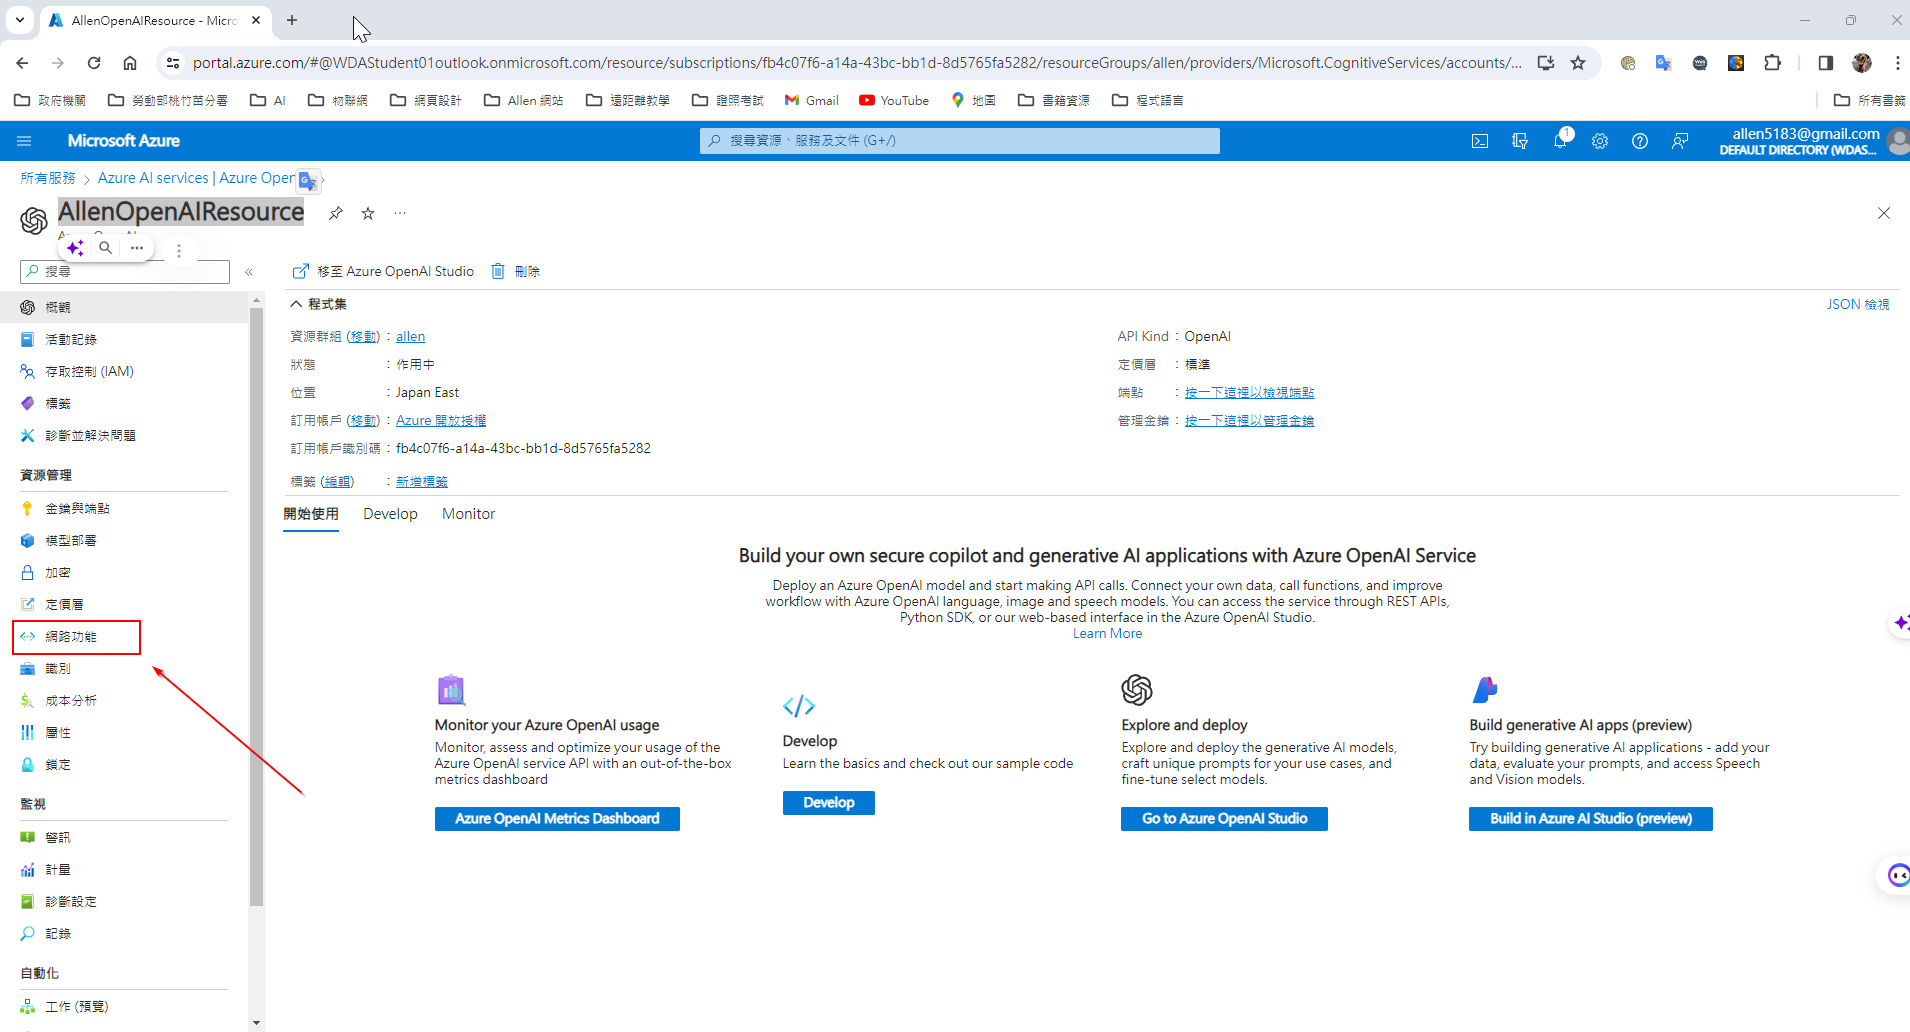 AllenOpenAIResource - Micro
portal.azure.com/#@WDAStudent01outlook.onmicrosoft.com/resource/subscriptions/fb4c07f6-a14a-43bc-bb1d-8d5765fa5282/resourceGroups/allen/providers/Microsoft.CognitiveServices/accounts/...
政府機關 勞動部桃竹苗分署 AI 物聯網 網頁設計 Allen 網站 遠距離教學 證照考試 Gmail YouTube 地圖 書籍資源 程式語言 所有書籤
Microsoft Azure 搜尋資源、服務及文件 (G+/) 1 allen5183@gmail.com
DEFAULT DIRECTORY (WDAS...
所有服務 > Azure AI services | Azure Open
AllenOpenAIResource ...
搜尋 «
移至 Azure OpenAI Studio 刪除
概觀
活動記錄
存取控制 (IAM)
標籤
診斷並解決問題
資源管理
金鑰與端點
模型部署
加密
定價層
網路功能
識別
成本分析
屬性
鎖定
監視
警訊
計量
診斷設定
記錄
自動化
工作 (預覽)
程式集 JSON 檢視
資源群組 (移動) : allen
狀態 : 作用中
位置 : Japan East
訂用帳戶 (移動) : Azure 開放授權
訂用帳戶識別碼 : fb4c07f6-a14a-43bc-bb1d-8d5765fa5282
標籤 (編輯) : 新增標籤
API Kind : OpenAI
定價層 : 標準
端點 : 按一下這裡以檢視端點
管理金鑰 : 按一下這裡以管理金鑰
開始使用 Develop Monitor
Build your own secure copilot and generative AI applications with Azure OpenAI Service
Deploy an Azure OpenAI model and start making API calls. Connect your own data, call functions, and improve
workflow with Azure OpenAI language, image and speech models. You can access the service through REST APIs,
Python SDK, or our web-based interface in the Azure OpenAI Studio.
Learn More
Monitor your Azure OpenAI usage
Monitor, assess and optimize your usage of the
Azure OpenAI service API with an out-of-the-box
metrics dashboard
Azure OpenAI Metrics Dashboard
Develop
Learn the basics and check out our sample code
Develop
Explore and deploy
Explore and deploy the generative AI models,
craft unique prompts for your use cases, and
fine-tune select models.
Go to Azure OpenAI Studio
Build generative AI apps (preview)
Try building generative AI applications - add your
data, evaluate your prompts, and access Speech
and Vision models.
Build in Azure AI Studio (preview)